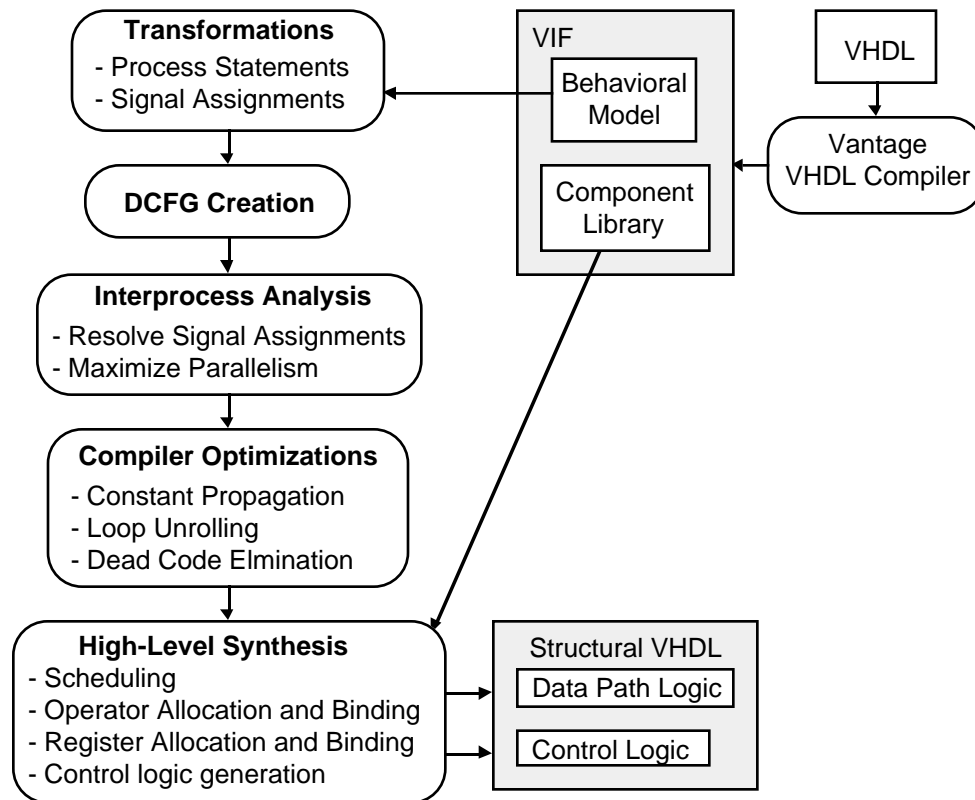 Transformations
- Process Statements
- Signal Assignments
DCFG Creation
Interprocess Analysis
- Resolve Signal Assignments
- Maximize Parallelism
Compiler Optimizations
- Constant Propagation
- Loop Unrolling
- Dead Code Elmination
High-Level Synthesis
- Scheduling
- Operator Allocation and Binding
- Register Allocation and Binding
- Control logic generation
VIF
Behavioral
Model
Component
Library
VHDL
Vantage
VHDL Compiler
Structural VHDL
Data Path Logic
Control Logic